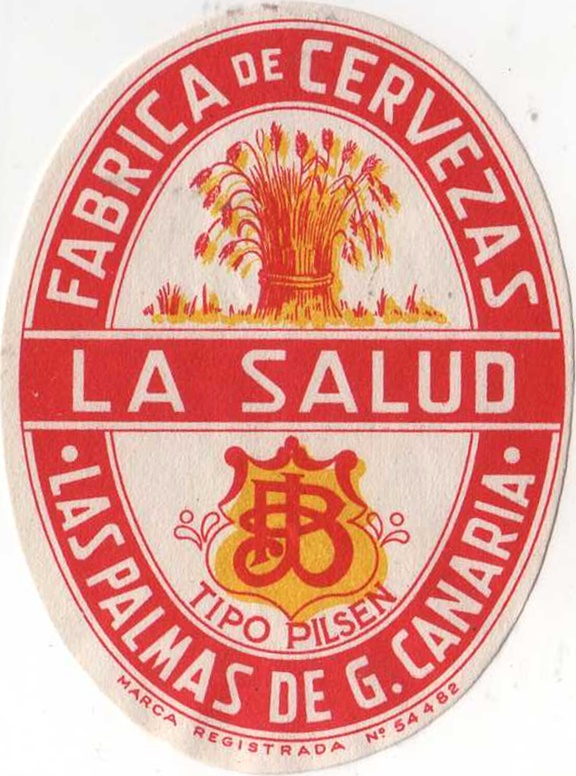 FABRICA DE CERVEZAS
LA SALUD
TIPO PILSEN
·LAS PALMAS DE G. CANARIA·
MARCA REGISTRADA Nº 54482